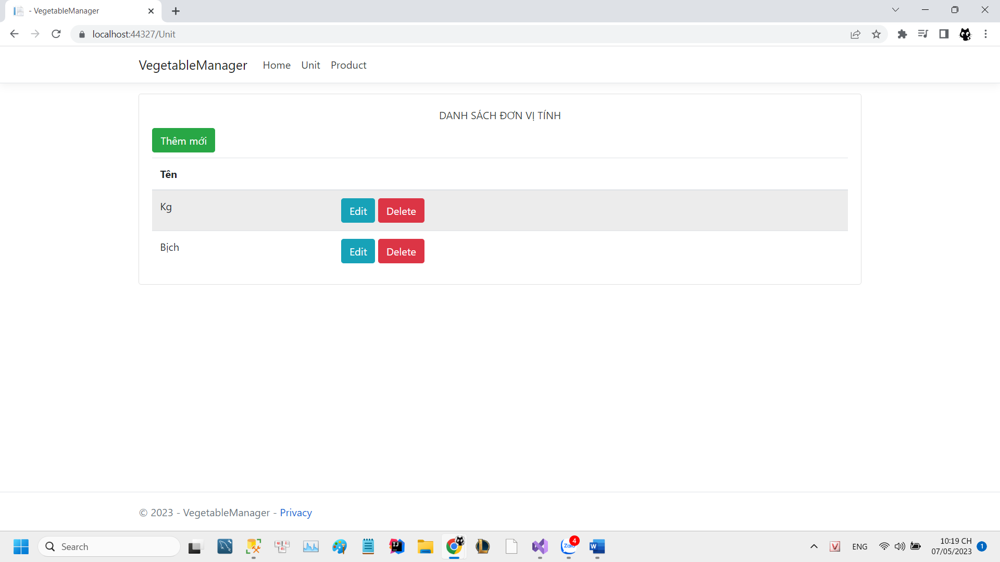 - VegetableManager
localhost:44327/Unit
VegetableManager Home Unit Product
DANH SÁCH ĐƠN VỊ TÍNH
Thêm mới
Tên
Kg Edit Delete
Bịch Edit Delete
© 2023 - VegetableManager - Privacy
Search
4
ENG
10:19 CH
07/05/2023
1